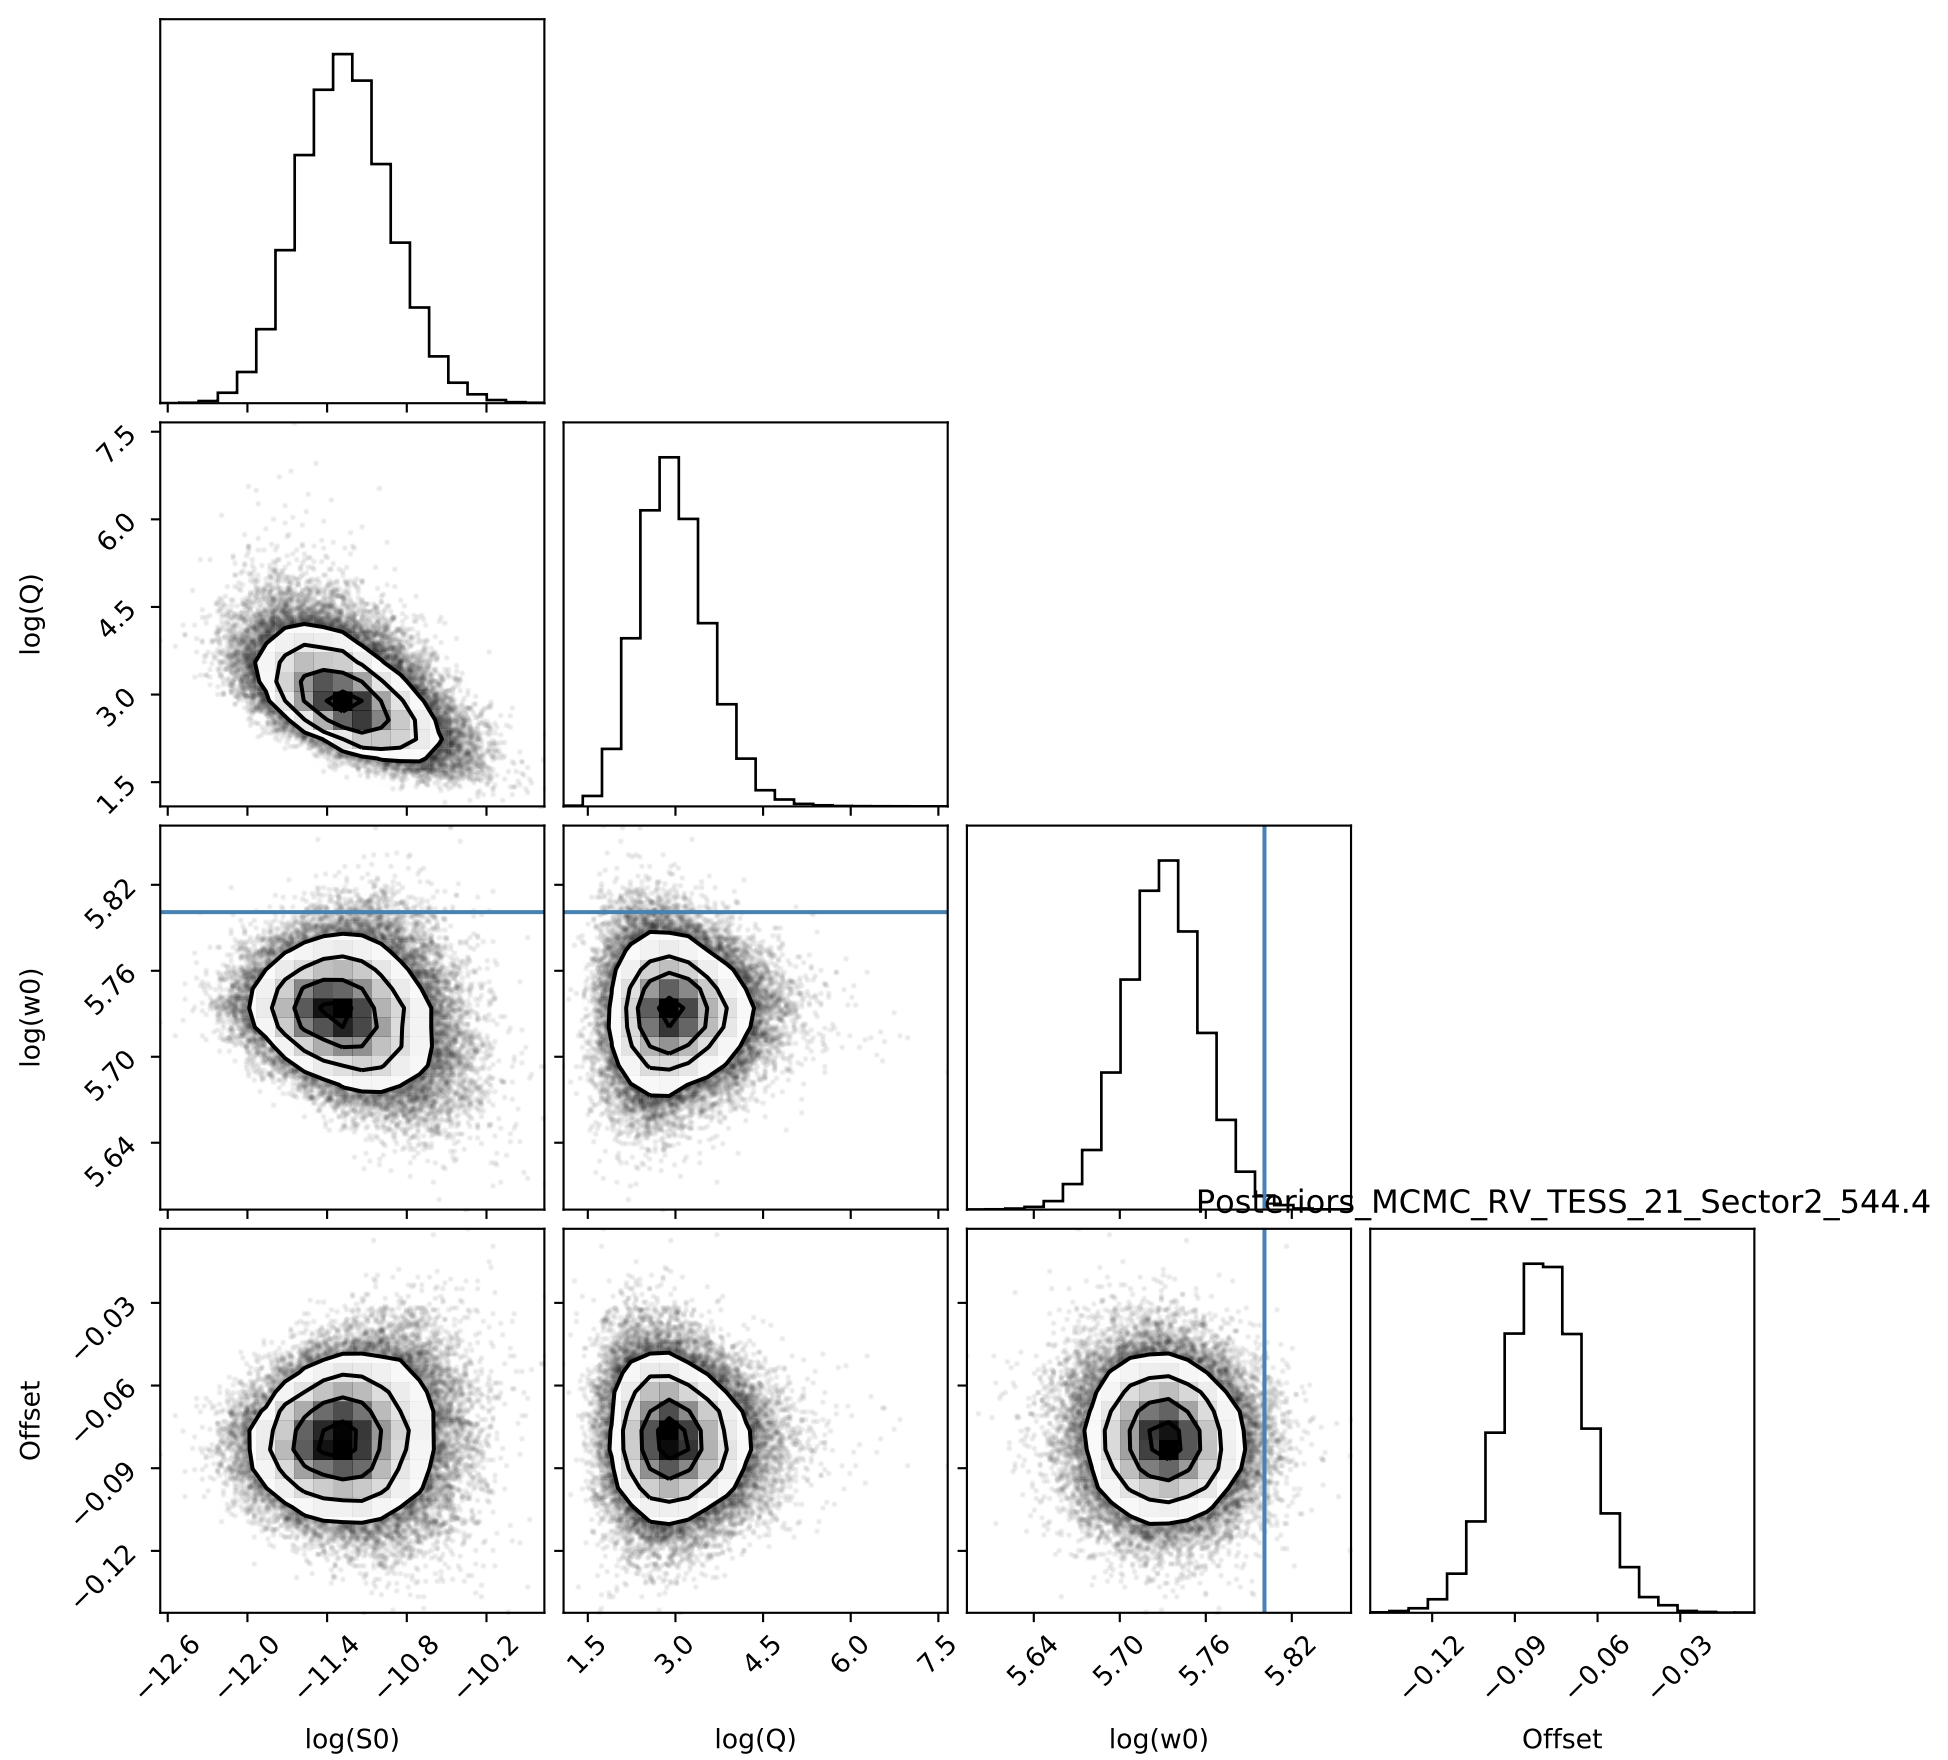 7.5
6.0
4.5
3.0
1.5
log(Q)
5.82
5.76
5.70
5.64
log(w0)
Posteriors_MCMC_RV_TESS_21_Sector2_544.4
−0.03
−0.06
−0.09
−0.12
Offset
−12.6 −12.0 −11.4 −10.8 −10.2 1.5 3.0 4.5 6.0 7.5 5.64 5.70 5.76 5.82 −0.12 −0.09 −0.06 −0.03
log(S0) log(Q) log(w0) Offset